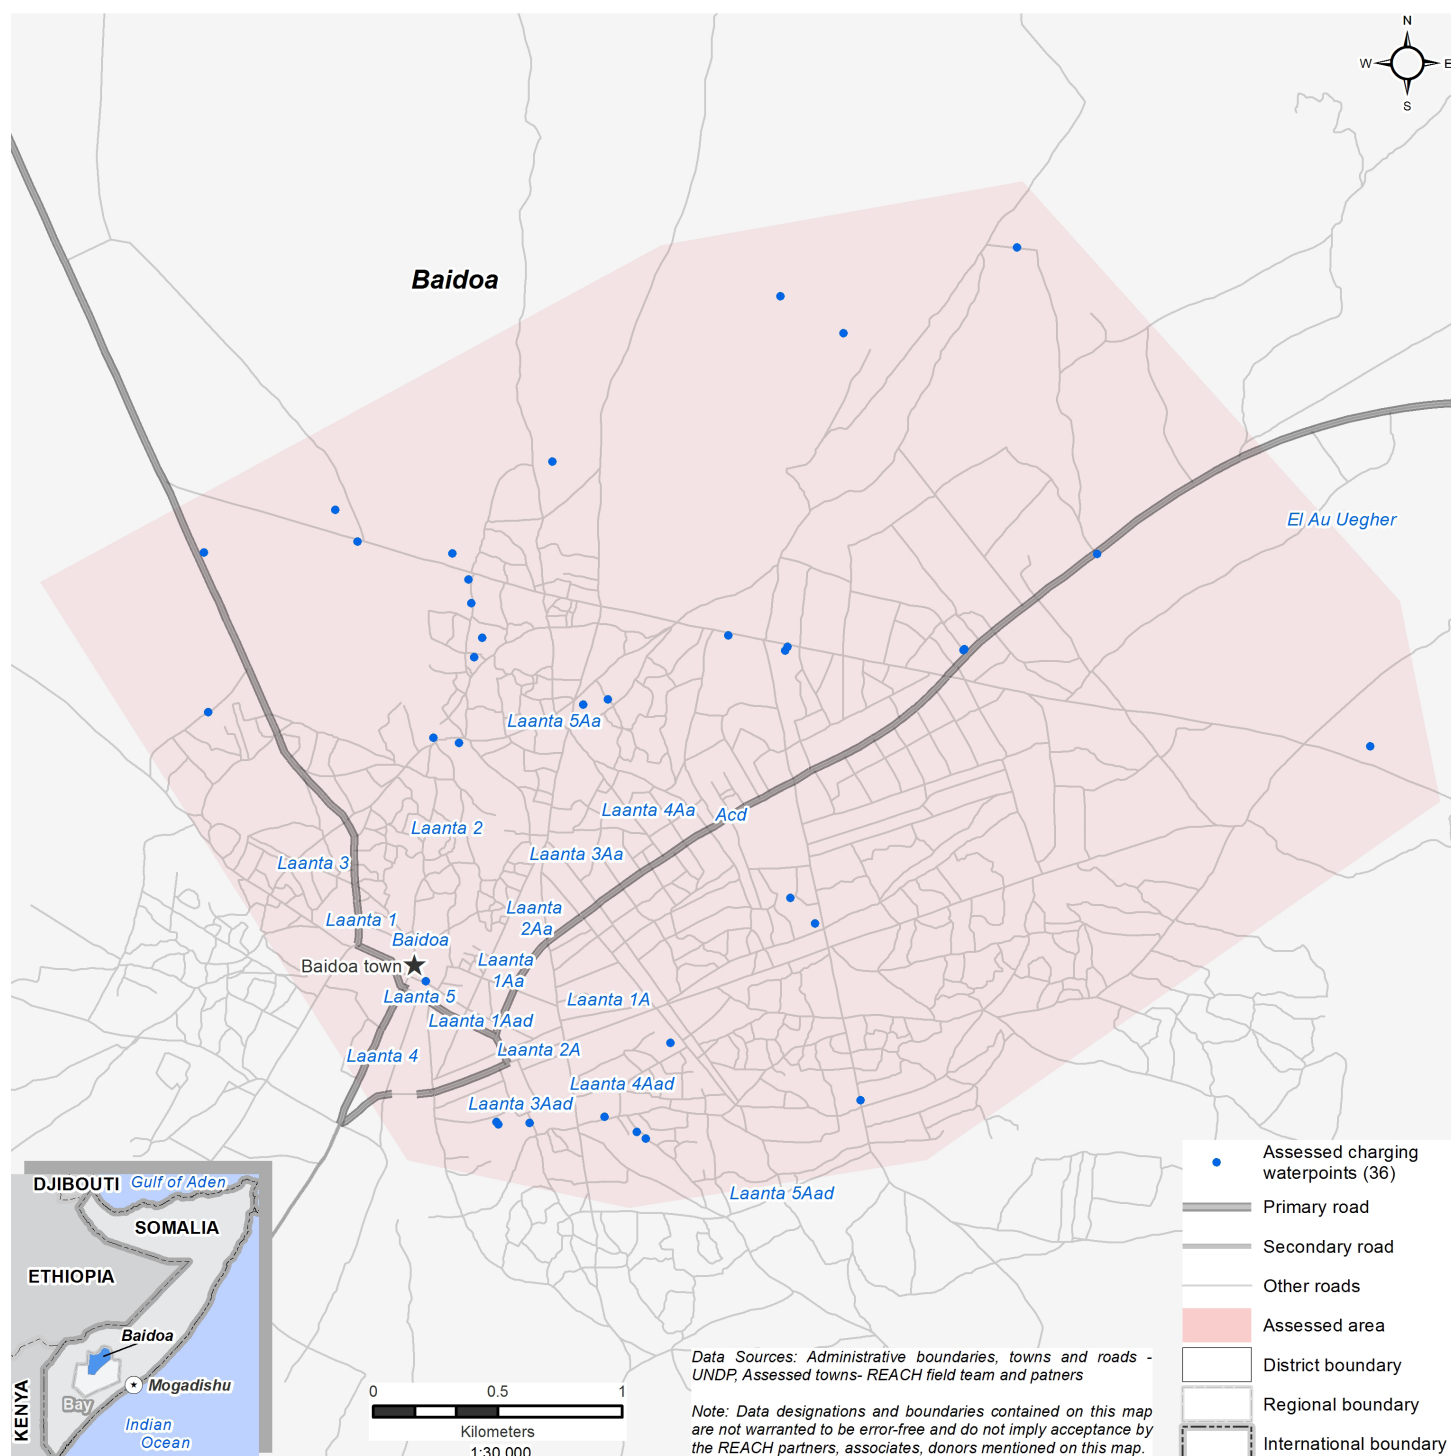 N
W
E
S
Baidoa
El Au Uegher
Laanta 5Aa
Laanta 4Aa
Acd
Laanta 2
Laanta 3Aa
Laanta 3
Laanta 1
Laanta
2Aa
Baidoa
Baidoa town
Laanta
1Aa
Laanta 5
Laanta 1A
Laanta 1Aad
Laanta 4
Laanta 2A
Laanta 4Aad
Laanta 3Aad
Laanta 5Aad
DJIBOUTI
Gulf of Aden
SOMALIA
ETHIOPIA
Baidoa
Mogadishu
Bay
KENYA
Indian
Ocean
0
0.5
1
Kilometers
1:30,000
Data Sources: Administrative boundaries, towns and roads -
UNDP, Assessed towns- REACH field team and patners
Note: Data designations and boundaries contained on this map
are not warranted to be error-free and do not imply acceptance by
the REACH partners, associates, donors mentioned on this map.
Assessed charging
waterpoints (36)
Primary road
Secondary road
Other roads
Assessed area
District boundary
Regional boundary
International boundary